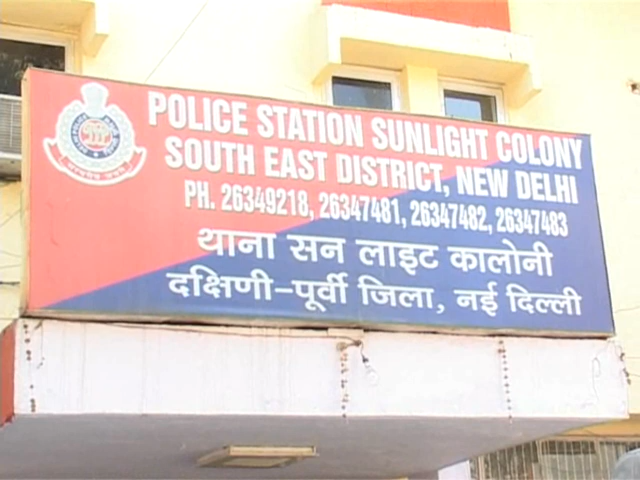 POLICE STATION SUNLIGHT COLONY
SOUTH EAST DISTRICT, NEW DELHI
PH. 26349218, 26347481, 26347482, 26347483
थाना सन लाइट कालोनी
दक्षिणी-पूर्वी जिला, नई दिल्ली